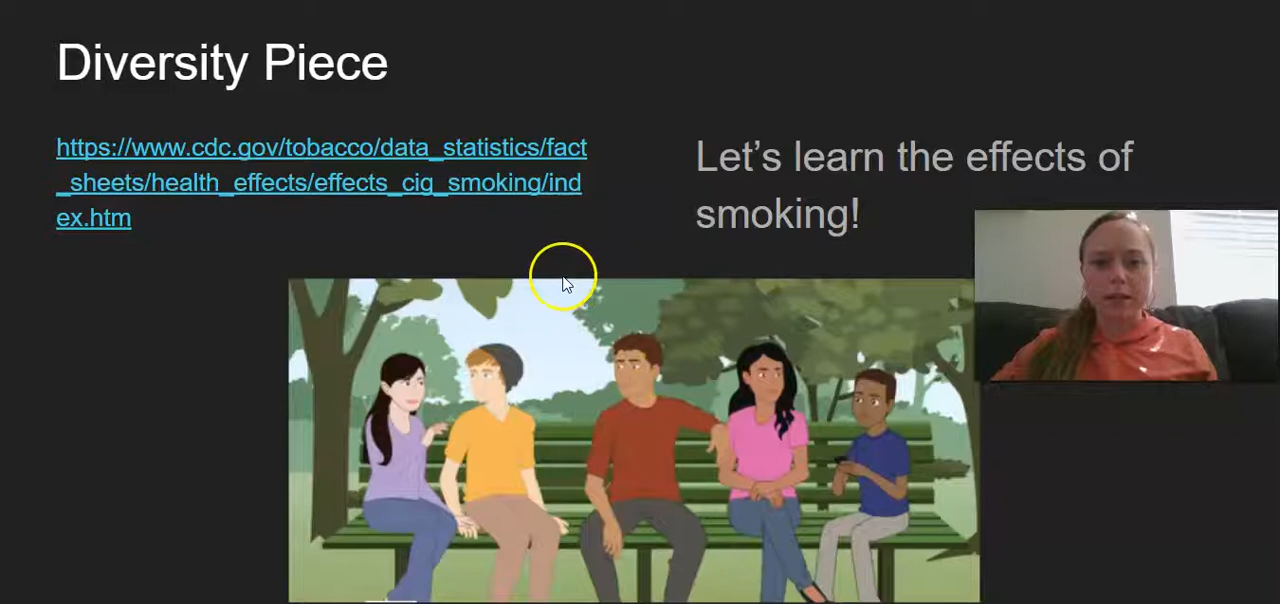 Diversity Piece
https://www.cdc.gov/tobacco/data_statistics/fact
_sheets/health_effects/effects_cig_smoking/ind
ex.htm
Let’s learn the effects of
smoking!